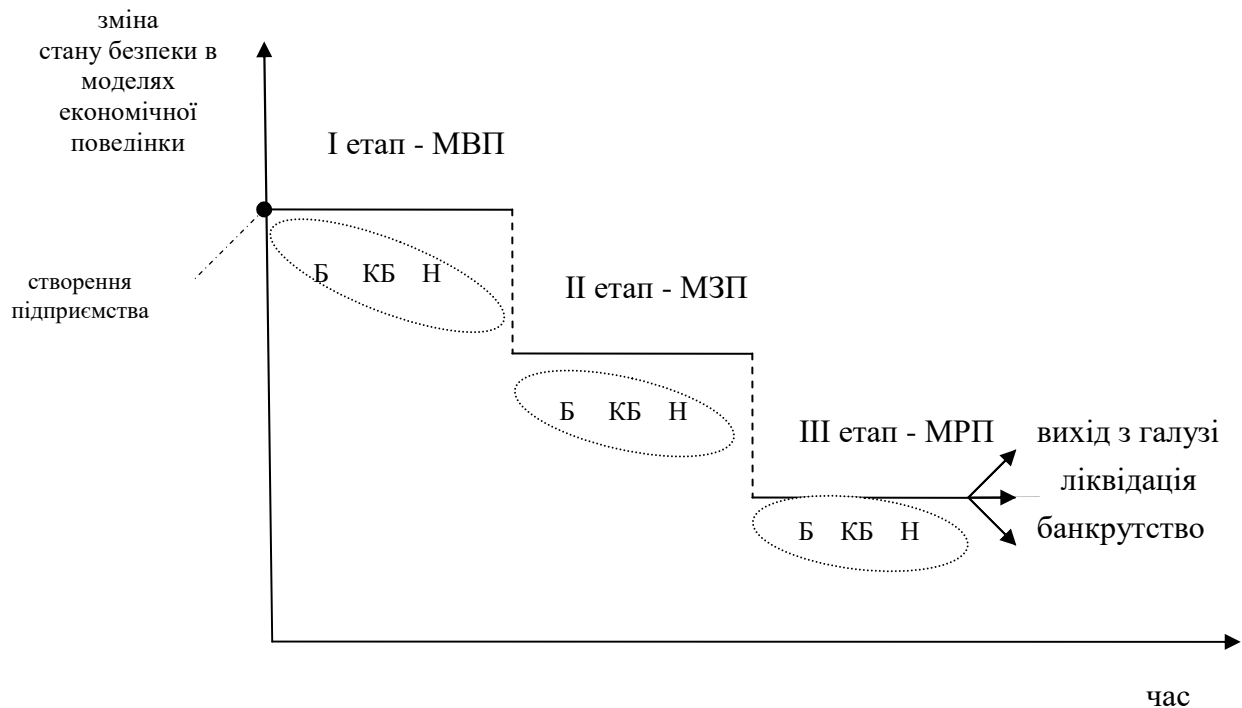 зміна
стану безпеки в
моделях
економічної
поведінки
І етап - МВП
створення
підприємства
Б КБ Н
ІІ етап - МЗП
Б КБ Н
ІІІ етап - МРП
вихід з галузі
ліквідація
банкрутство
Б КБ Н
час